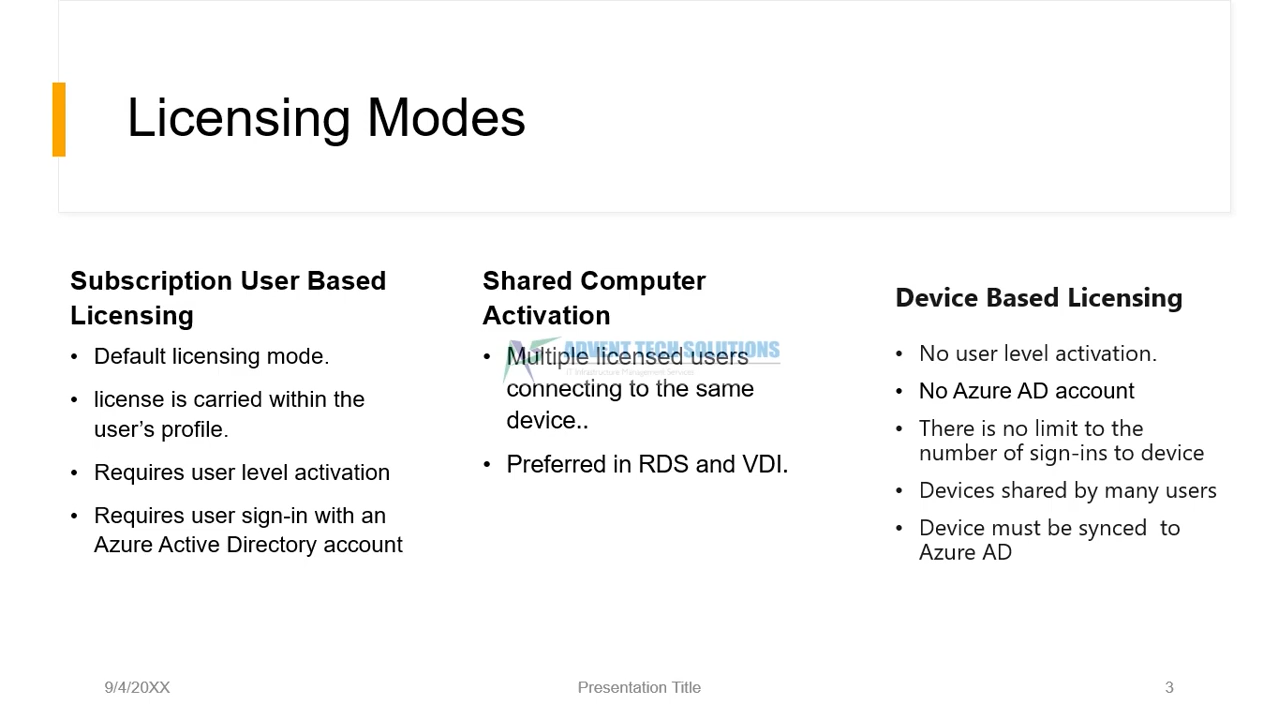 Licensing Modes
Subscription User Based
Licensing
• Default licensing mode.
• license is carried within the
user’s profile.
• Requires user level activation
• Requires user sign-in with an
Azure Active Directory account
Shared Computer
Activation
ADVENT TECH SOLUTIONS
IT Infrastructure Management Services
• Multiple licensed users
connecting to the same
device..
• Preferred in RDS and VDI.
Device Based Licensing
• No user level activation.
• No Azure AD account
• There is no limit to the
number of sign-ins to device
• Devices shared by many users
• Device must be synced  to
Azure AD
9/4/20XX
Presentation Title
3